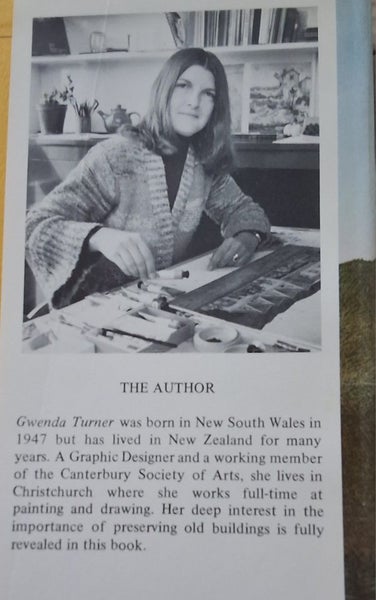 THE AUTHOR
Gwenda Turner was born in New South Wales in
1947 but has lived in New Zealand for many
years. A Graphic Designer and a working member
of the Canterbury Society of Arts, she lives in
Christchurch where she works full-time at
painting and drawing. Her deep interest in the
importance of preserving old buildings is fully
revealed in this book.